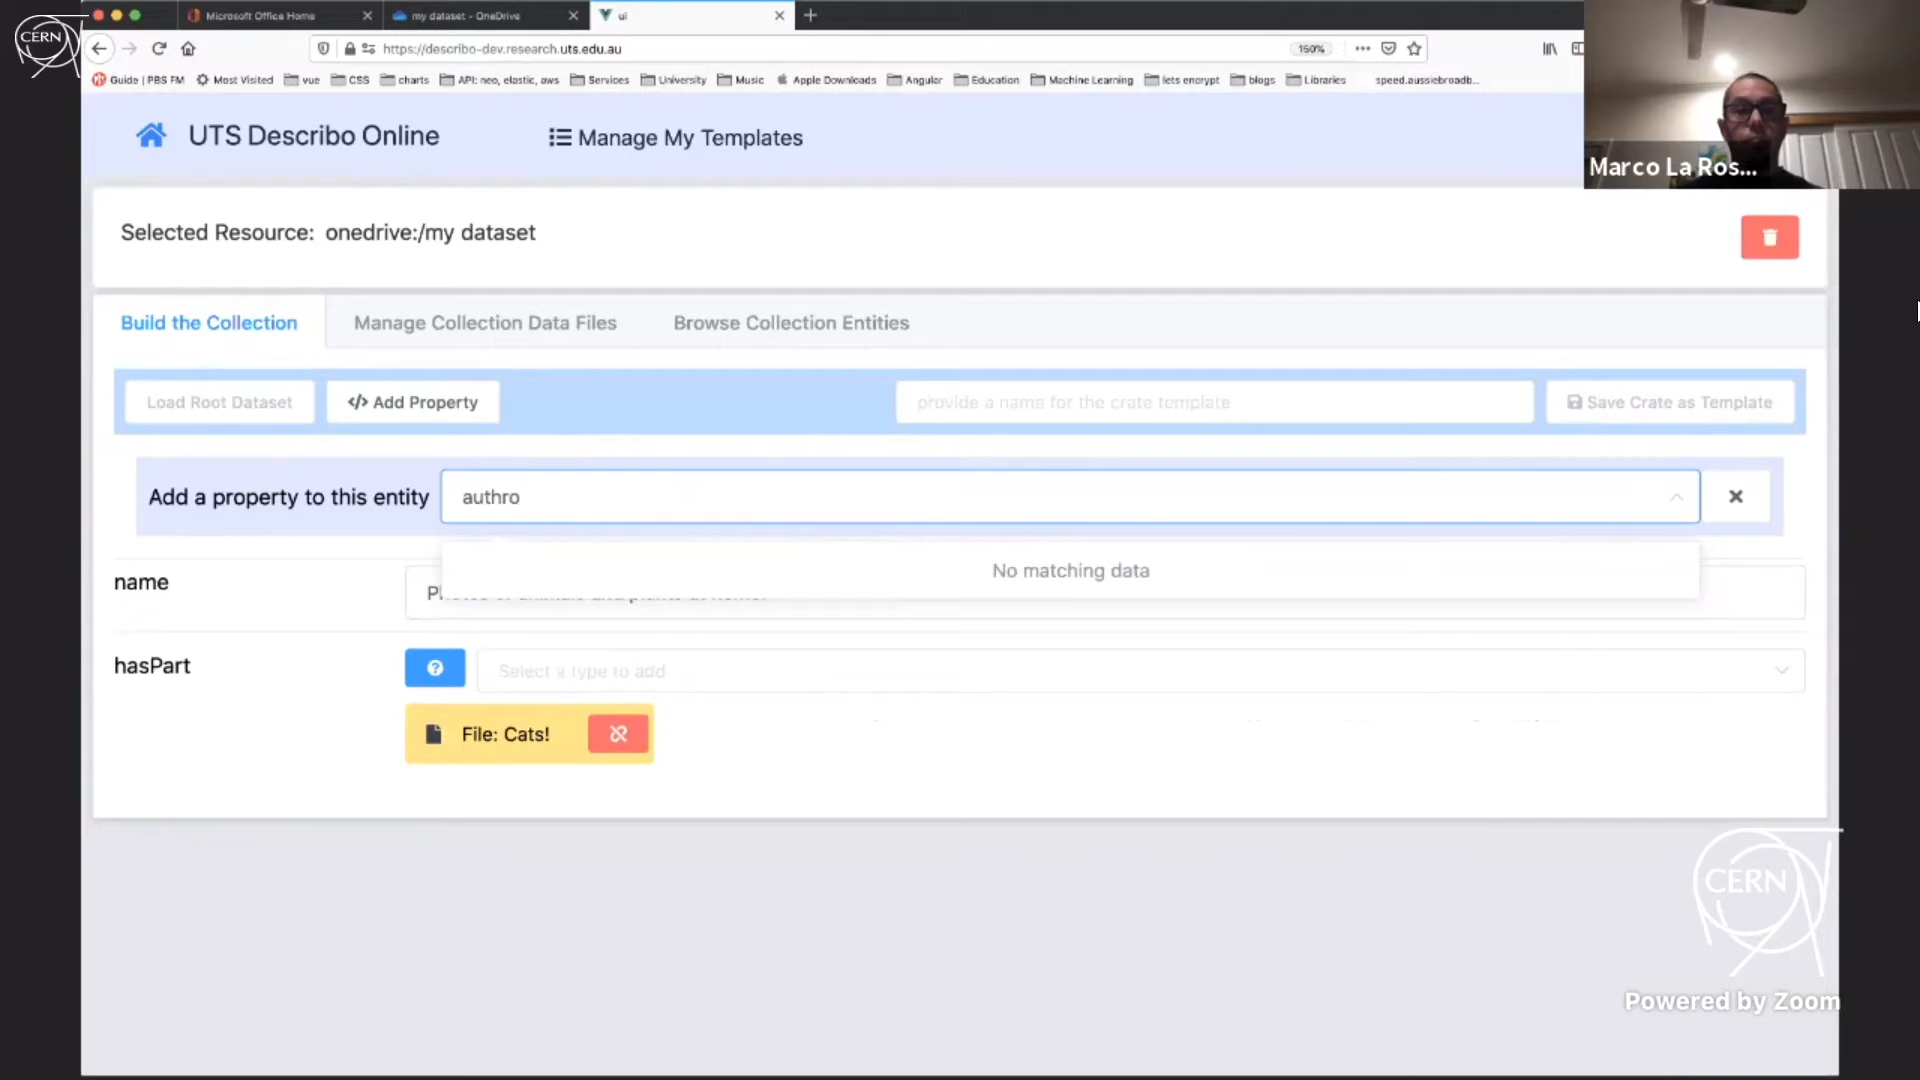 CERN
Microsoft Office Home
my dataset - OneDrive
ui
https://describo-dev.research.uts.edu.au
150%
Guide | PBS FM
Most Visited
vue
CSS
charts
API: neo, elastic, aws
Services
University
Music
Apple Downloads
Angular
Education
Machine Learning
lets encrypt
blogs
Libraries
speed.aussiebroadb...
Marco La Ros...
UTS Describo Online
Manage My Templates
Selected Resource: onedrive:/my dataset
Build the Collection
Manage Collection Data Files
Browse Collection Entities
Load Root Dataset
</> Add Property
provide a name for the crate template
Save Crate as Template
Add a property to this entity
authro
No matching data
name
hasPart
?
Select a type to add
File: Cats!
CERN
Powered by Zoom